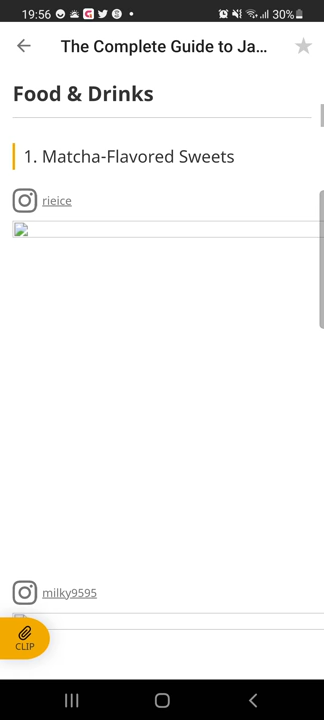 19:56
30%
The Complete Guide to Ja...
Food & Drinks
1. Matcha-Flavored Sweets
rieice
milky9595
CLIP